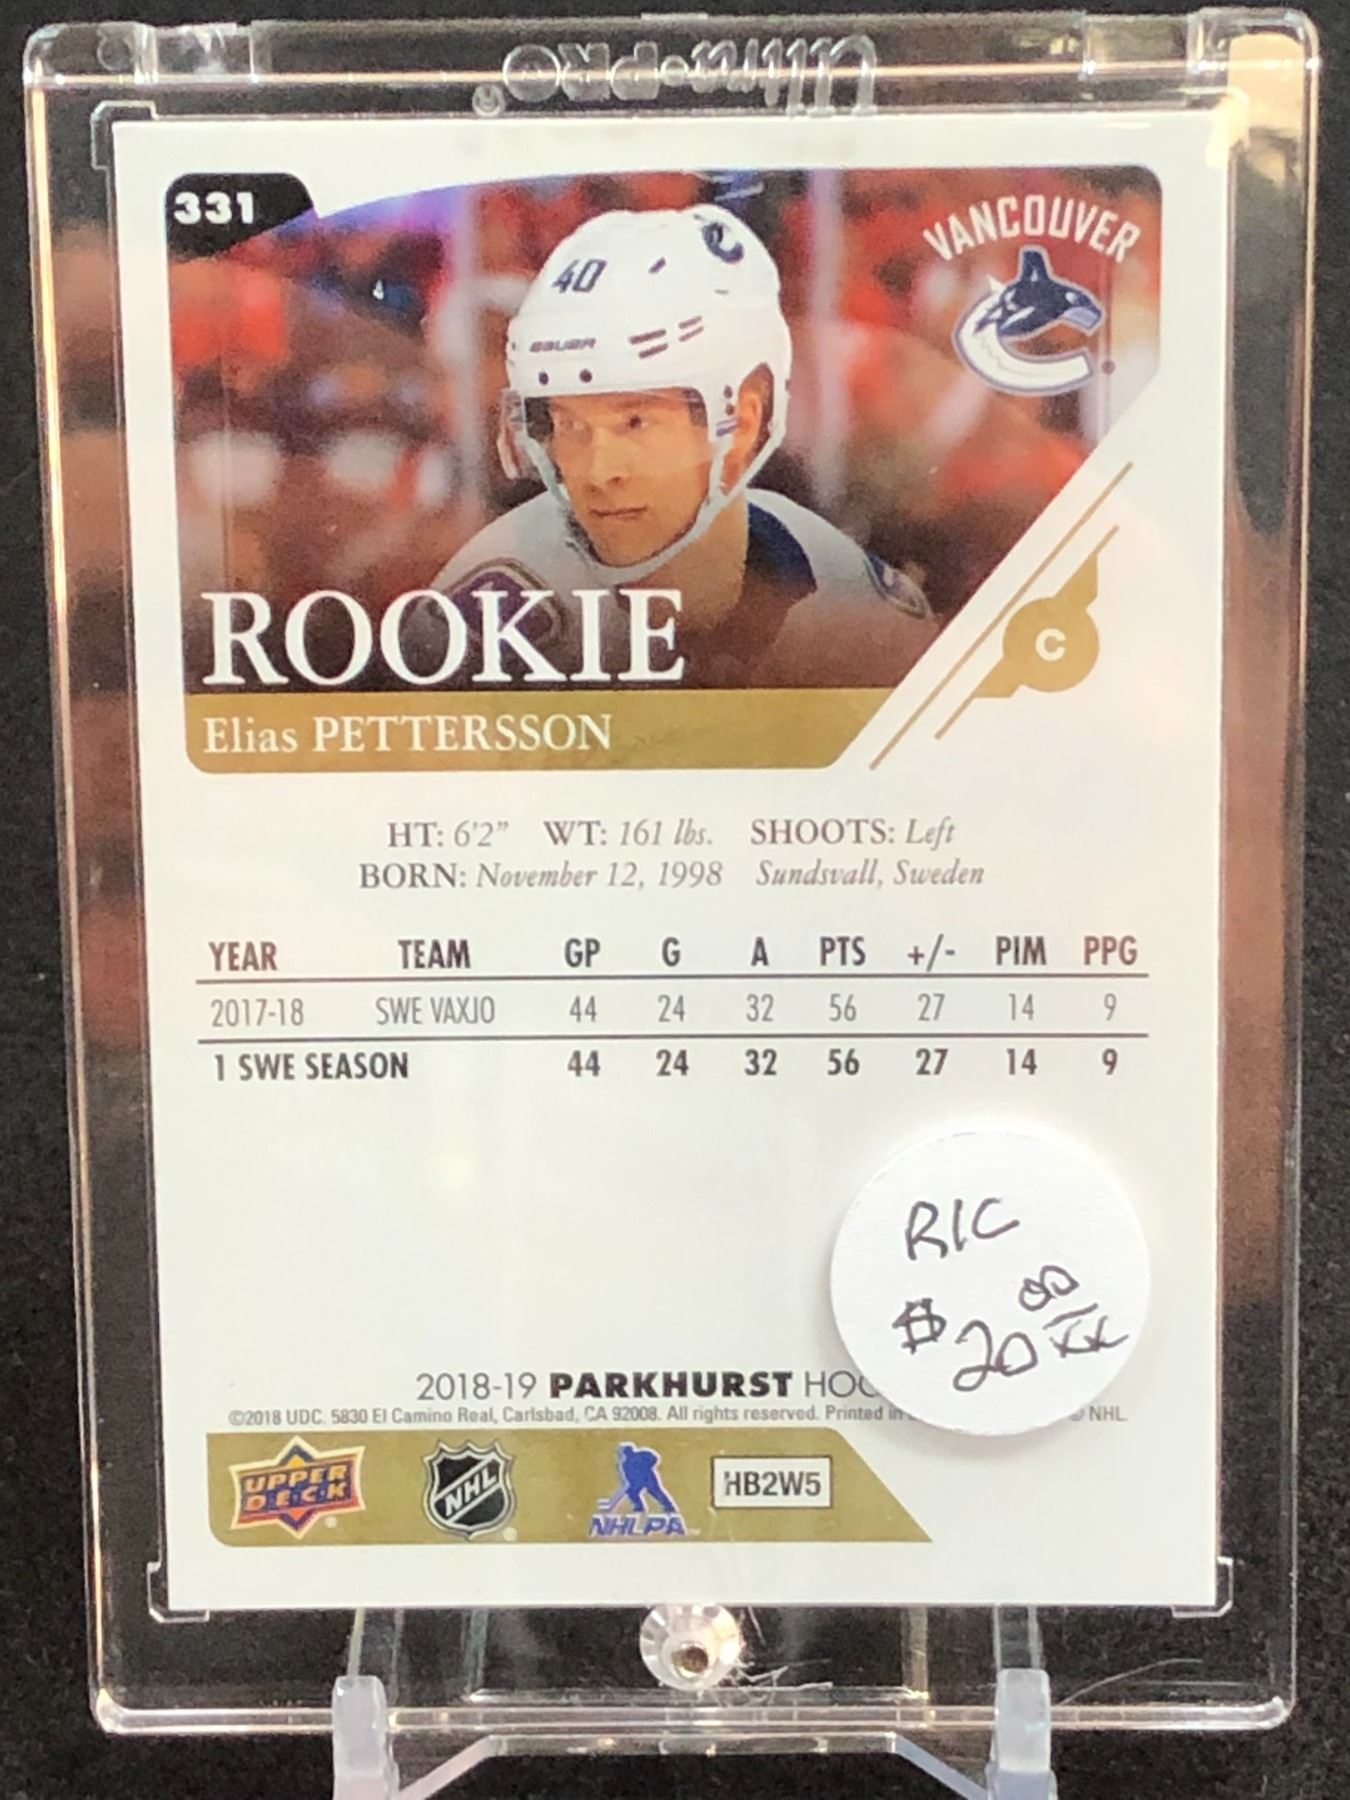 Ultra•PRO®
331
VANCOUVER
40
BAUER
ROOKIE
C
Elias PETTERSSON
HT: 6'2" WT: 161 lbs. SHOOTS: Left
BORN: November 12, 1998 Sundsvall, Sweden
YEAR TEAM GP G A PTS +/- PIM PPG
2017-18 SWE VAXJO 44 24 32 56 27 14 9
1 SWE SEASON 44 24 32 56 27 14 9
R/C
$20 00/XX
2018-19 PARKHURST HOC
©2018 UDC. 5830 El Camino Real, Carlsbad, CA 92008. All rights reserved. Printed in © NHL.
UPPER DECK
NHL
NHLPA
HB2W5